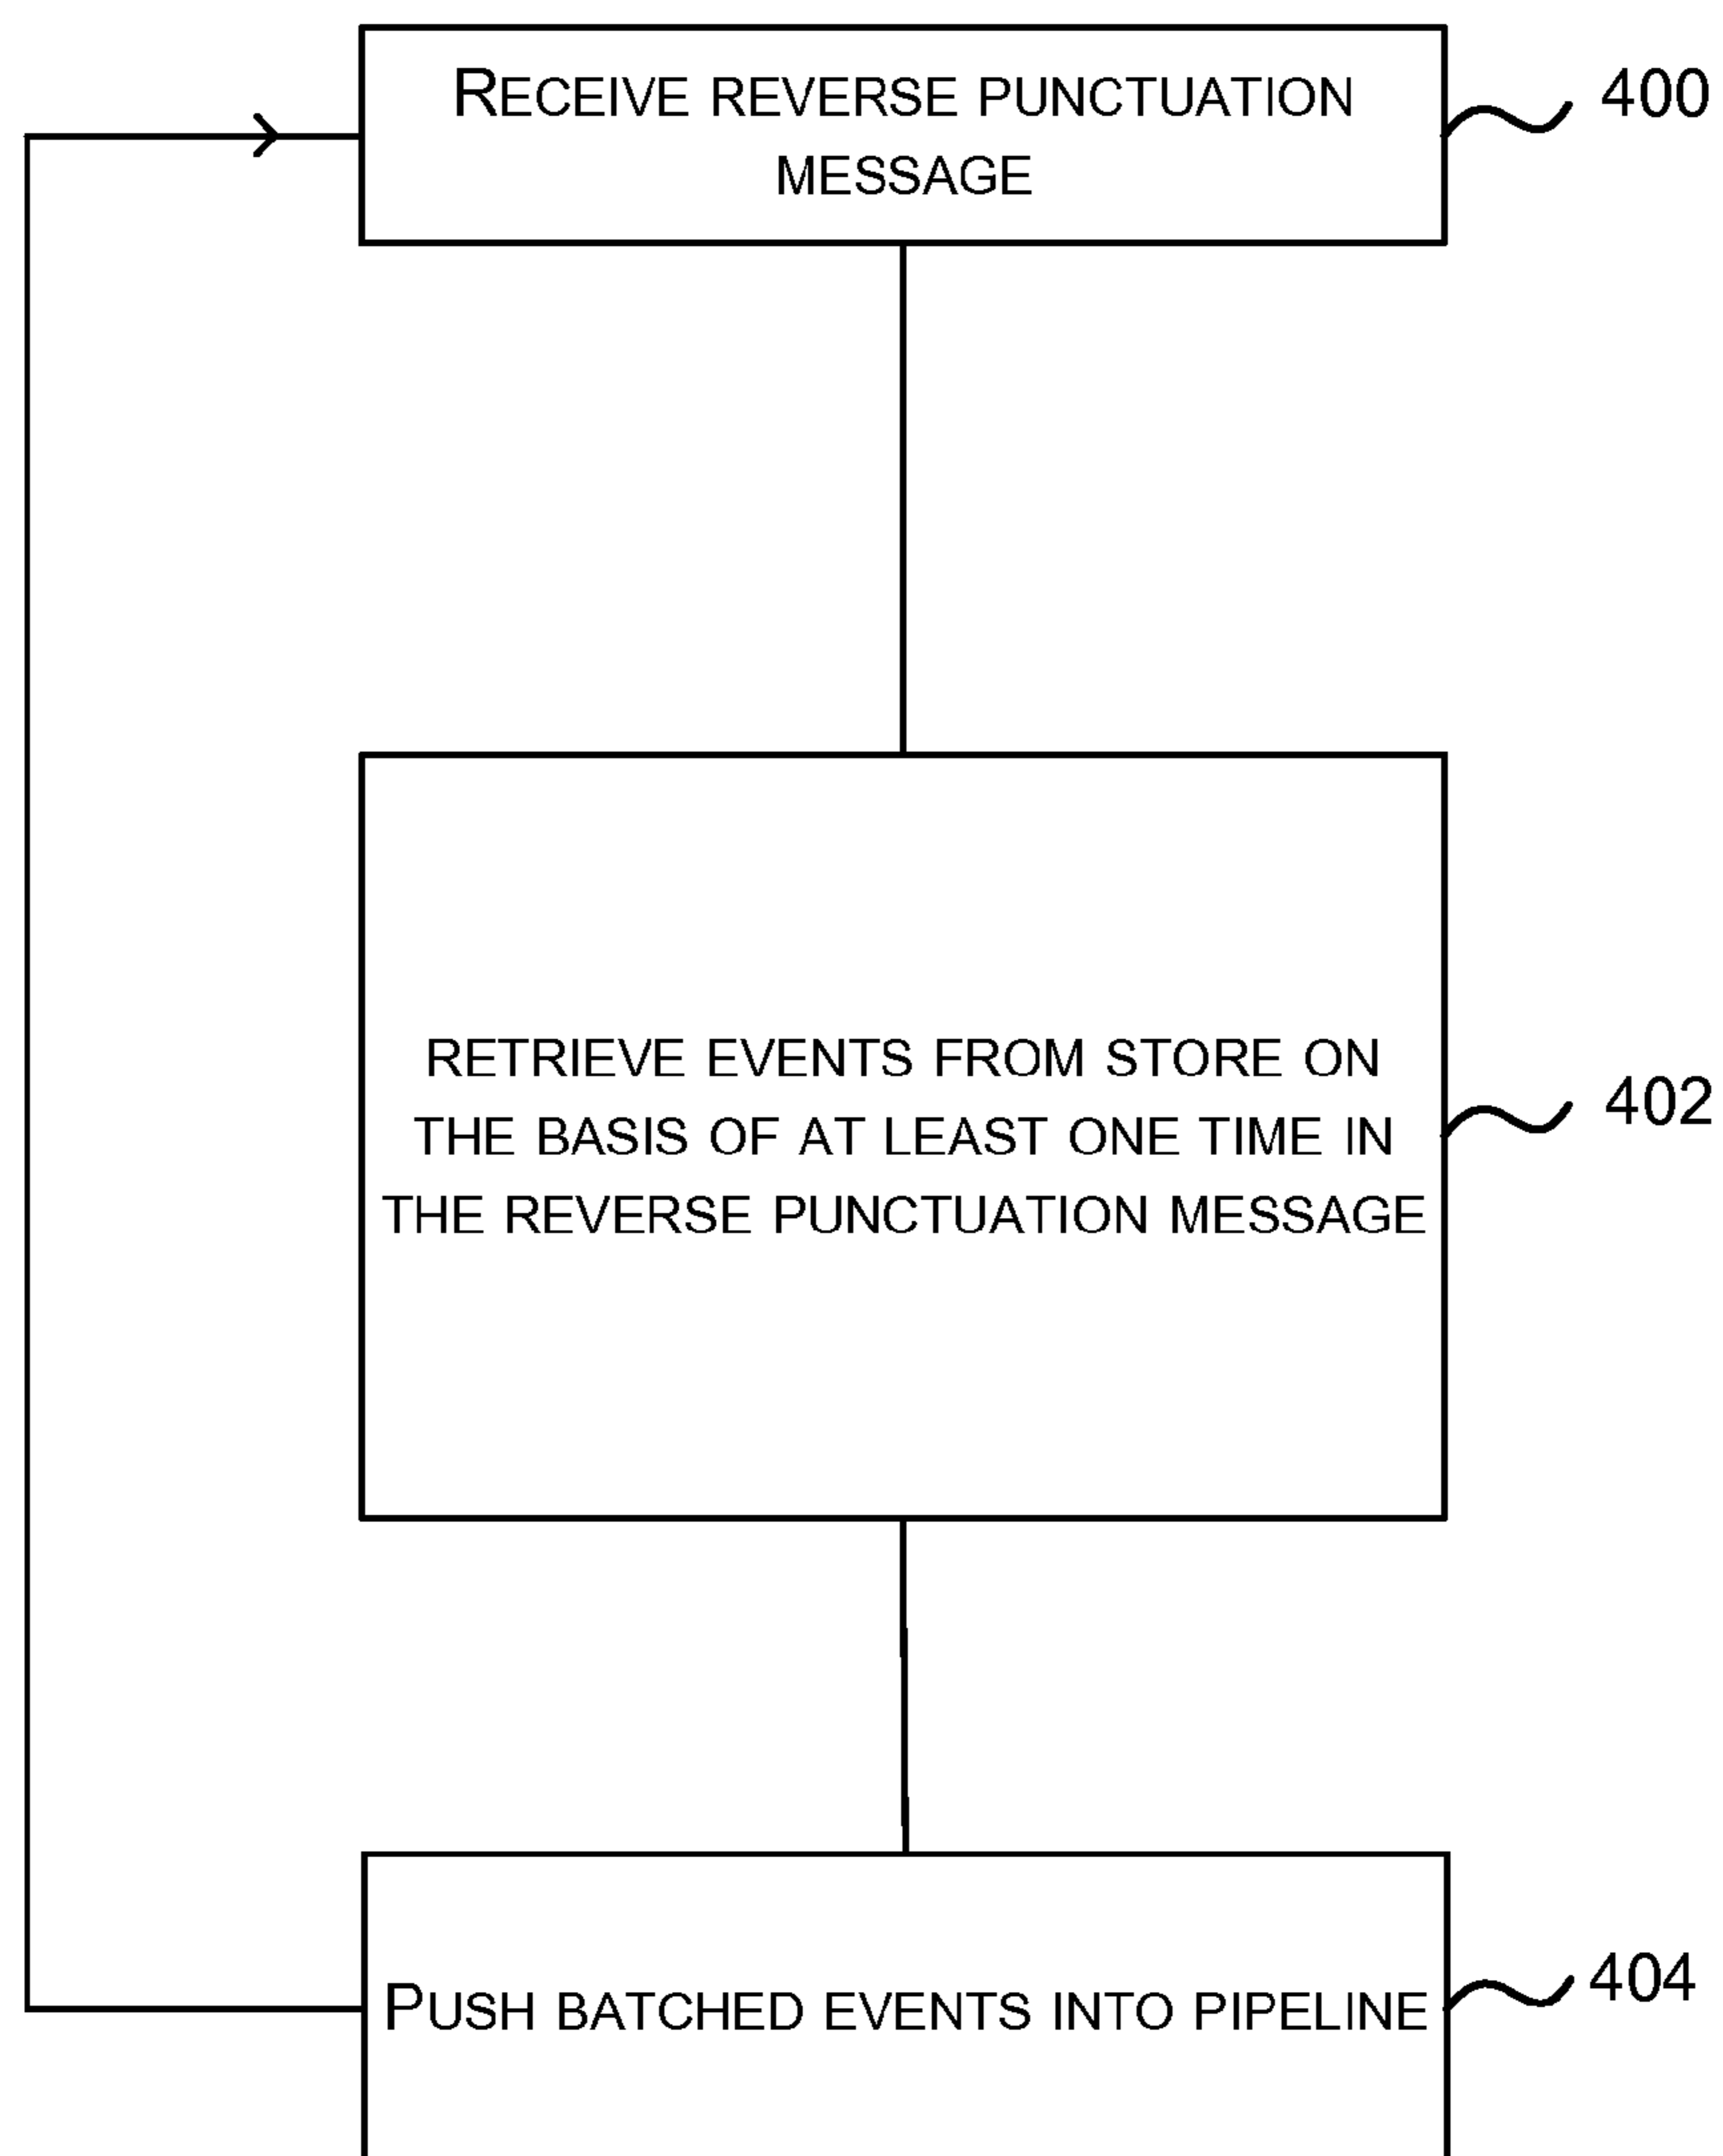 RECEIVE REVERSE PUNCTUATION
MESSAGE
400
RETRIEVE EVENTS FROM STORE ON
THE BASIS OF AT LEAST ONE TIME IN
THE REVERSE PUNCTUATION MESSAGE
402
PUSH BATCHED EVENTS INTO PIPELINE
404